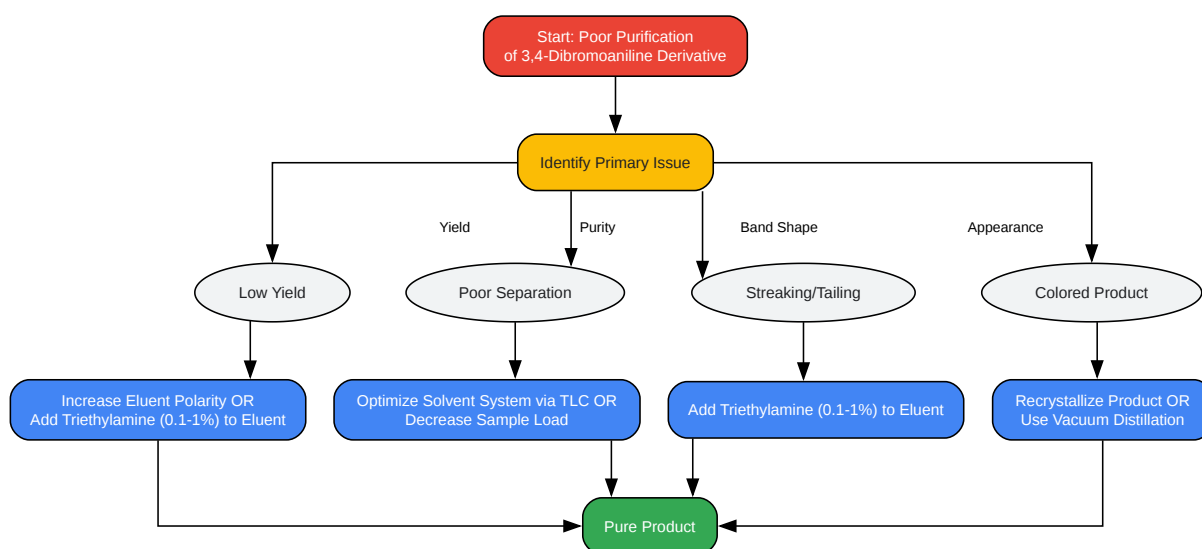 Start: Poor Purification
of 3,4-Dibromoaniline Derivative
Identify Primary Issue
Yield
Purity
Band Shape
Appearance
Low Yield
Poor Separation
Streaking/Tailing
Colored Product
Increase Eluent Polarity OR
Add Triethylamine (0.1-1%) to Eluent
Optimize Solvent System via TLC OR
Decrease Sample Load
Add Triethylamine (0.1-1%) to Eluent
Recrystallize Product OR
Use Vacuum Distillation
Pure Product